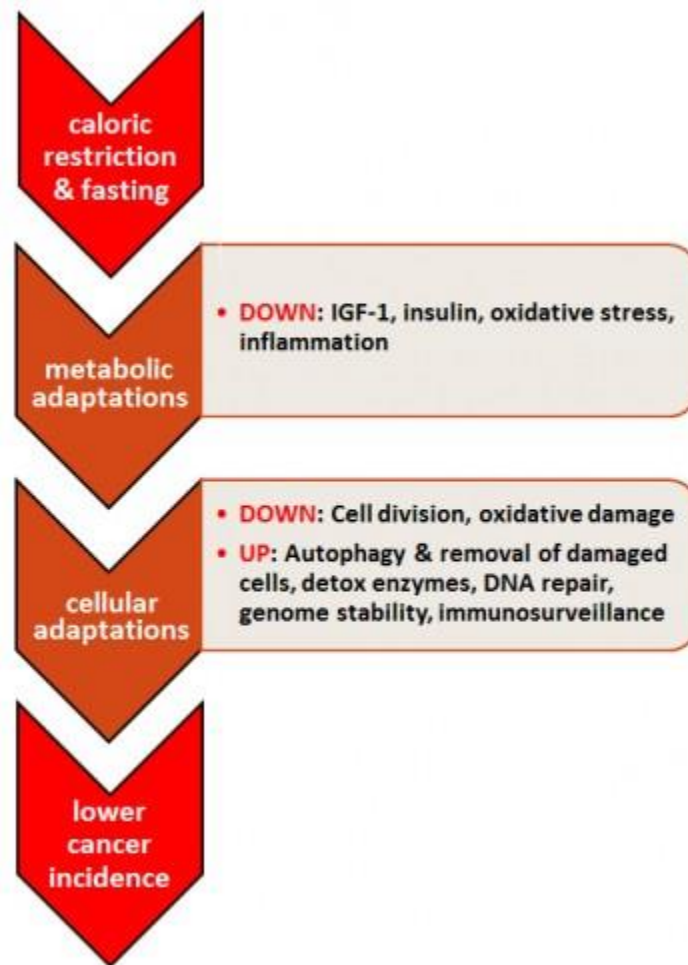 caloric
restriction
& fasting
metabolic
adaptations
• DOWN: IGF-1, insulin, oxidative stress,
inflammation
cellular
adaptations
• DOWN: Cell division, oxidative damage
• UP: Autophagy & removal of damaged
cells, detox enzymes, DNA repair,
genome stability, immunosurveillance
lower
cancer
incidence